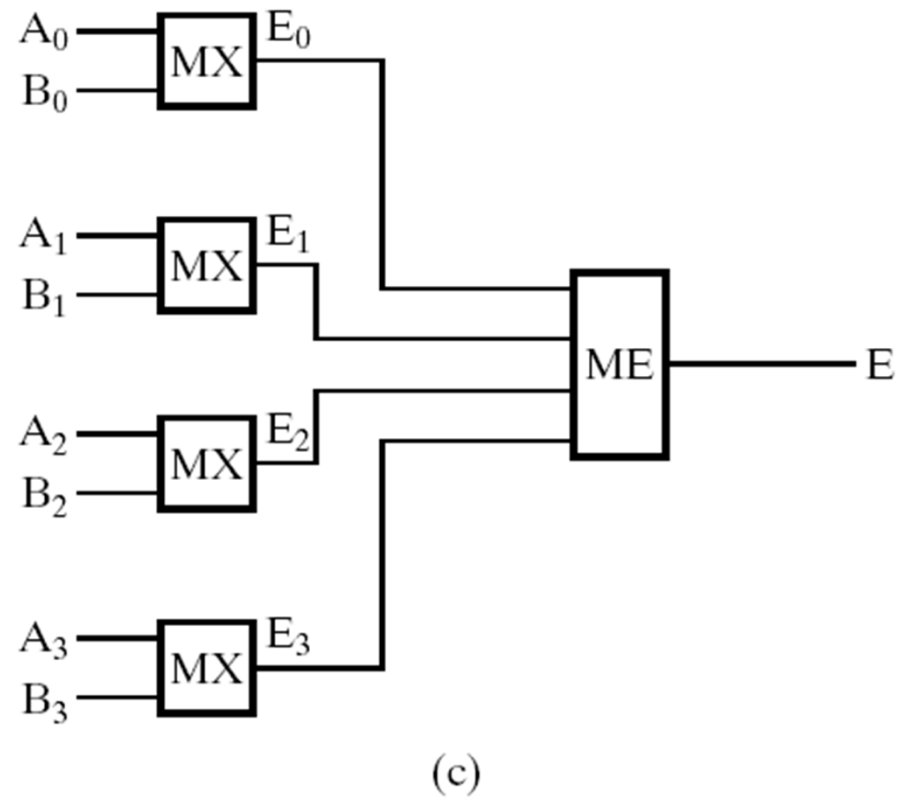 A₀ MX E₀
B₀
A₁ MX E₁
B₁
ME E
A₂ MX E₂
B₂
A₃ MX E₃
B₃
(c)